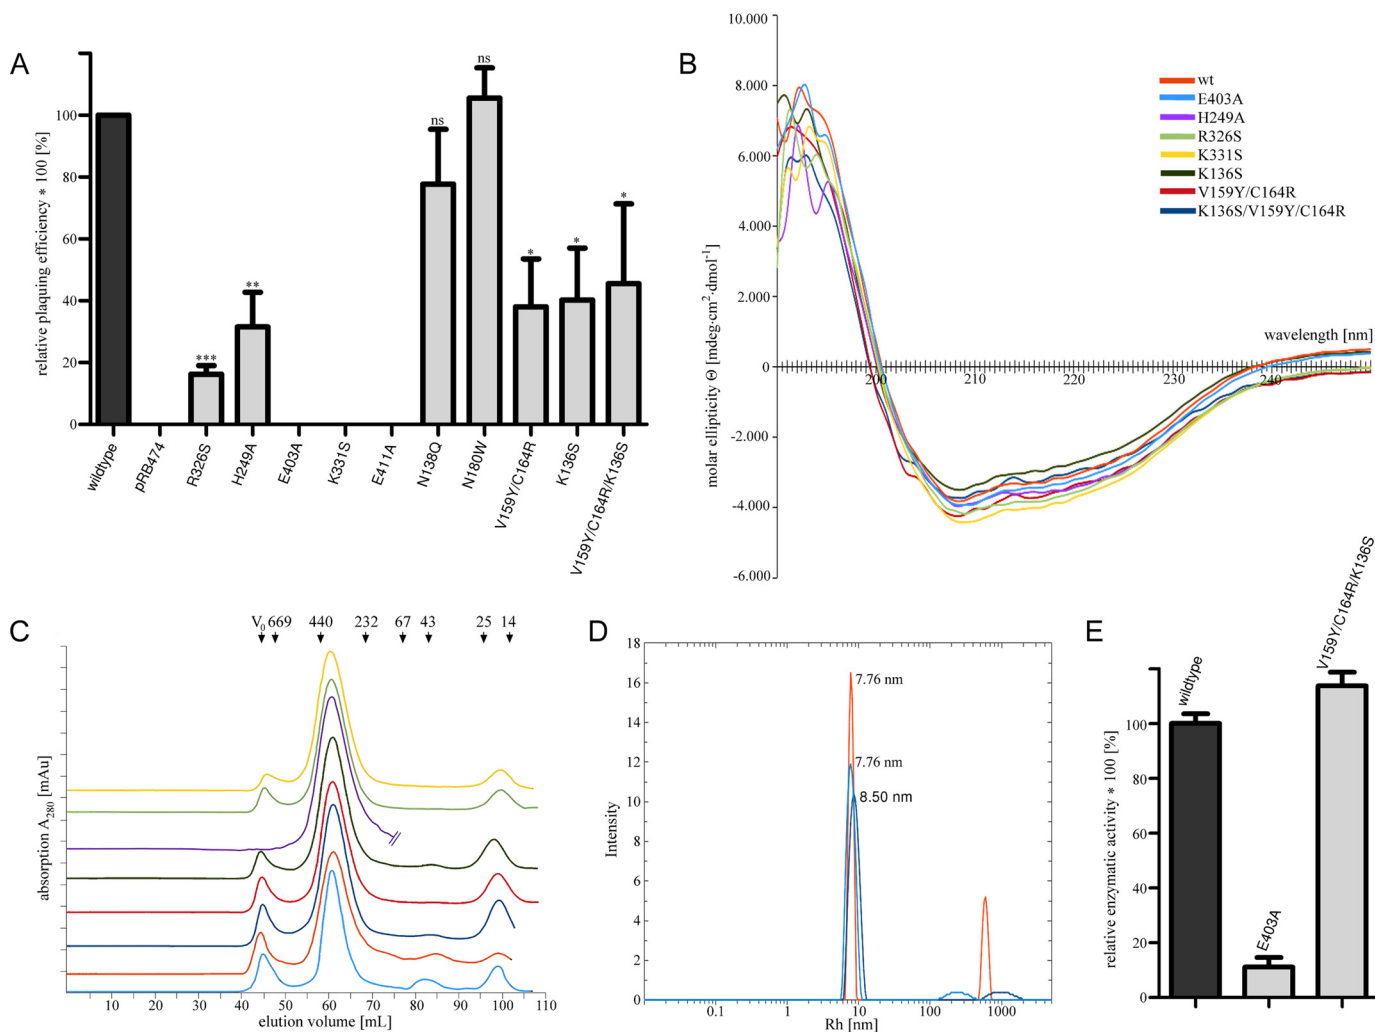 A
relative plaquing efficiency * 100 [%]
100
80
60
40
20
0
***
**
ns
ns
*
*
*
wildtype
pRB474
R326S
H249A
E403A
K331S
E411A
N138Q
N180W
V159Y/C164R
K136S
V159Y/C164R/K136S
B
molar ellipticity Θ [mdeg·cm²·dmol⁻¹]
10.000
8.000
6.000
4.000
2.000
0
-2.000
-4.000
-6.000
wt
E403A
H249A
R326S
K331S
K136S
V159Y/C164R
K136S/V159Y/C164R
wavelength [nm]
200
210
220
230
240
C
V₀ 669 440 232 67 43 25 14
absorption A₂₈₀ [mAu]
10 20 30 40 50 60 70 80 90 100 110
elution volume [mL]
D
Intensity
18
16
14
12
10
8
6
4
2
0
7.76 nm
7.76 nm
8.50 nm
0.1 1 10 100 1000
Rh [nm]
E
relative enzymatic activity * 100 [%]
100
80
60
40
20
0
wildtype
E403A
V159Y/C164R/K136S